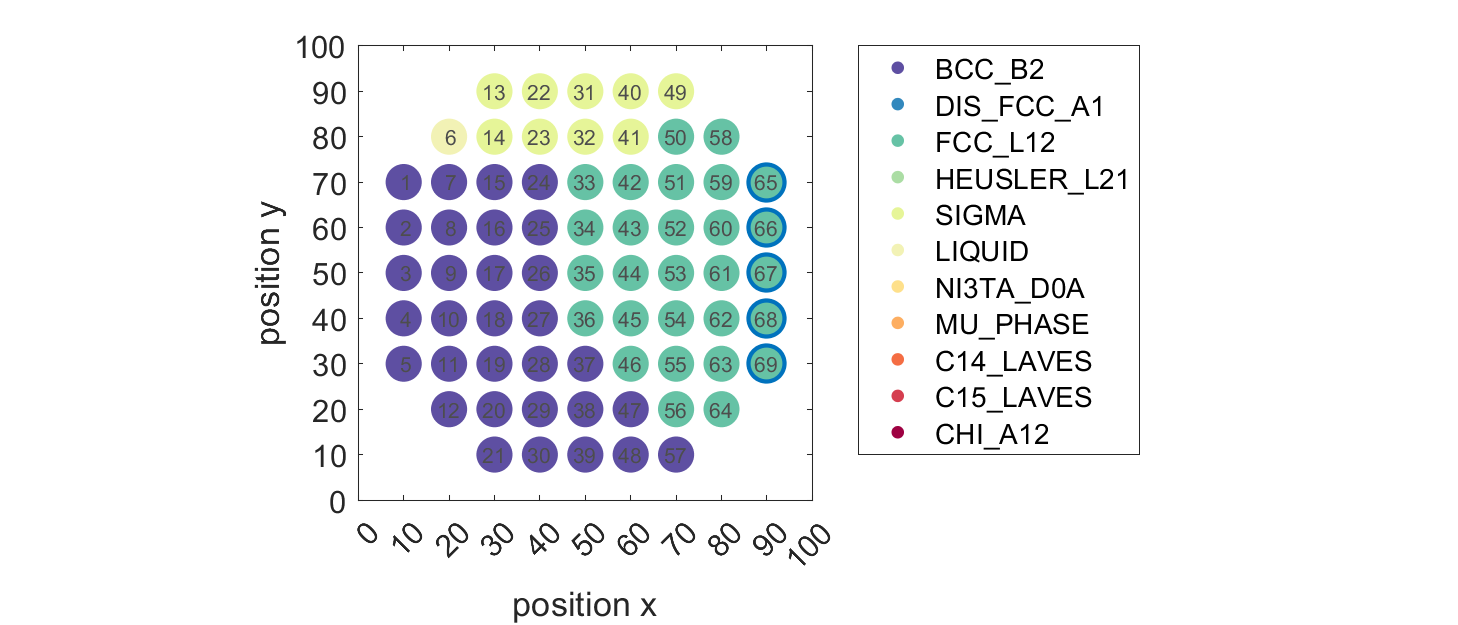 100
90
80
70
60
50
40
30
20
10
0
position y
13 22 31 40 49
6 14 23 32 41 50 58
1 7 15 24 33 42 51 59 65
2 8 16 25 34 43 52 60 66
3 9 17 26 35 44 53 61 67
4 10 18 27 36 45 54 62 68
5 11 19 28 37 46 55 63 69
12 20 29 38 47 56 64
21 30 39 48 57
0 10 20 30 40 50 60 70 80 90 100
position x
BCC_B2
DIS_FCC_A1
FCC_L12
HEUSLER_L21
SIGMA
LIQUID
NI3TA_D0A
MU_PHASE
C14_LAVES
C15_LAVES
CHI_A12